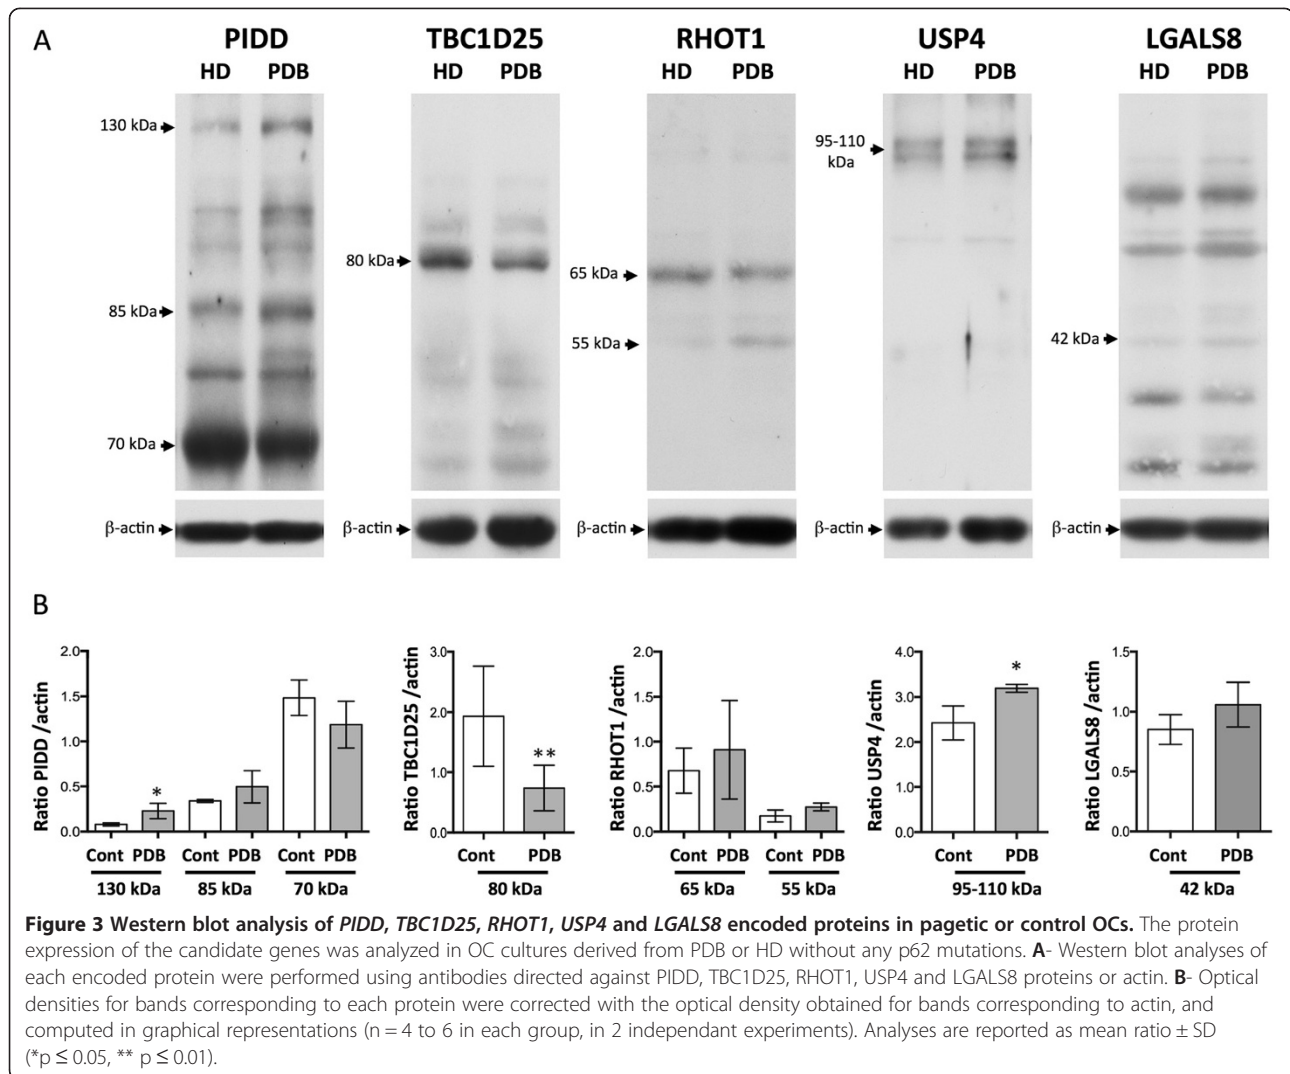 A
PIDD TBC1D25 RHOT1 USP4 LGALS8
HD PDB HD PDB HD PDB HD PDB HD PDB
130 kDa
85 kDa
70 kDa
β-actin
80 kDa
β-actin
65 kDa
55 kDa
β-actin
95-110
kDa
β-actin
42 kDa
β-actin
B
Ratio PIDD /actin
2.0
1.5
1.0
0.5
0.0
*
Cont PDB Cont PDB Cont PDB
130 kDa 85 kDa 70 kDa
Ratio TBC1D25 /actin
3.0
2.0
1.0
0.0
**
Cont PDB
80 kDa
Ratio RHOT1 /actin
2.0
1.5
1.0
0.5
0.0
Cont PDB Cont PDB
65 kDa 55 kDa
Ratio USP4 /actin
4.0
3.0
2.0
1.0
0.0
*
Cont PDB
95-110 kDa
Ratio LGALS8 /actin
1.5
1.0
0.5
0.0
Cont PDB
42 kDa
Figure 3 Western blot analysis of PIDD, TBC1D25, RHOT1, USP4 and LGALS8 encoded proteins in pagetic or control OCs. The protein
expression of the candidate genes was analyzed in OC cultures derived from PDB or HD without any p62 mutations. A- Western blot analyses of
each encoded protein were performed using antibodies directed against PIDD, TBC1D25, RHOT1, USP4 and LGALS8 proteins or actin. B- Optical
densities for bands corresponding to each protein were corrected with the optical density obtained for bands corresponding to actin, and
computed in graphical representations (n = 4 to 6 in each group, in 2 independant experiments). Analyses are reported as mean ratio ± SD
(*p ≤ 0.05, ** p ≤ 0.01).